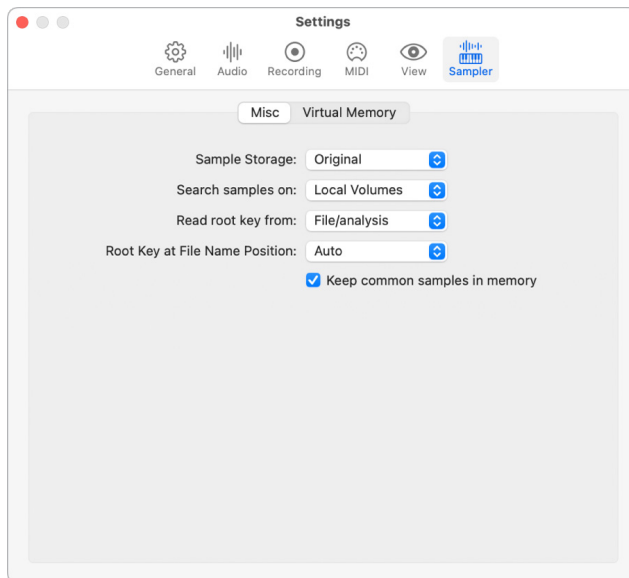 Settings
General Audio Recording MIDI View Sampler
Misc Virtual Memory
Sample Storage: Original
Search samples on: Local Volumes
Read root key from: File/analysis
Root Key at File Name Position: Auto
Keep common samples in memory